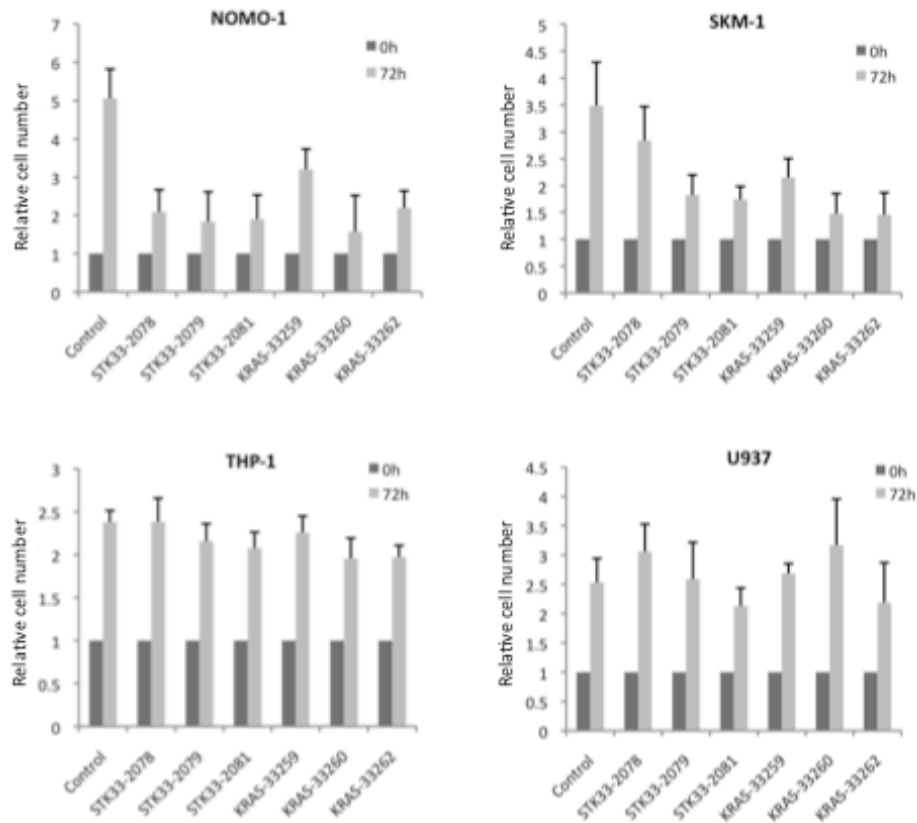 NOMO-1
Relative cell number
7
6
5
4
3
2
1
0
0h
72h
Control
STK33-2078
STK33-2079
STK33-2081
KRAS-33259
KRAS-33260
KRAS-33262
SKM-1
Relative cell number
5
4.5
4
3.5
3
2.5
2
1.5
1
0.5
0
0h
72h
Control
STK33-2078
STK33-2079
STK33-2081
KRAS-33259
KRAS-33260
KRAS-33262
THP-1
Relative cell number
3
2.5
2
1
0.5
0
0h
72h
Control
STK33-2078
STK33-2079
STK33-2081
KRAS-33259
KRAS-33260
KRAS-33262
U937
Relative cell number
4.5
4
3.5
3
2.5
2
1
0.5
0
0h
72h
Control
STK33-2078
STK33-2079
STK33-2081
KRAS-33259
KRAS-33260
KRAS-33262